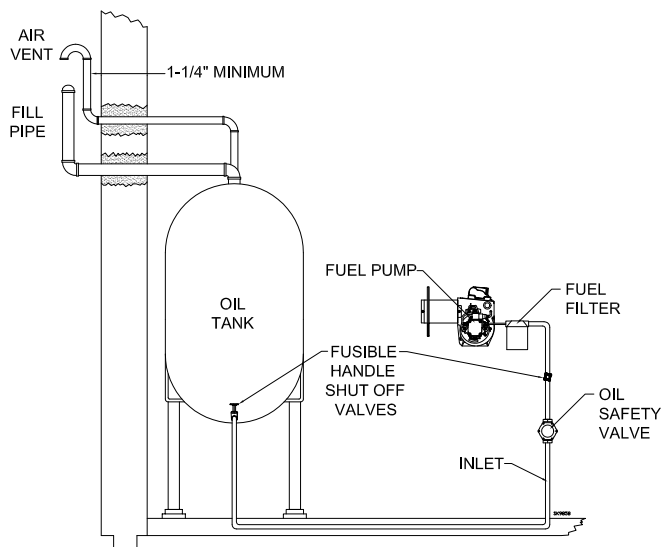 AIR
VENT
1-1/4" MINIMUM
FILL
PIPE
FUEL PUMP
FUEL
FILTER
OIL
TANK
FUSIBLE
HANDLE
SHUT OFF
VALVES
OIL
SAFETY
VALVE
INLET